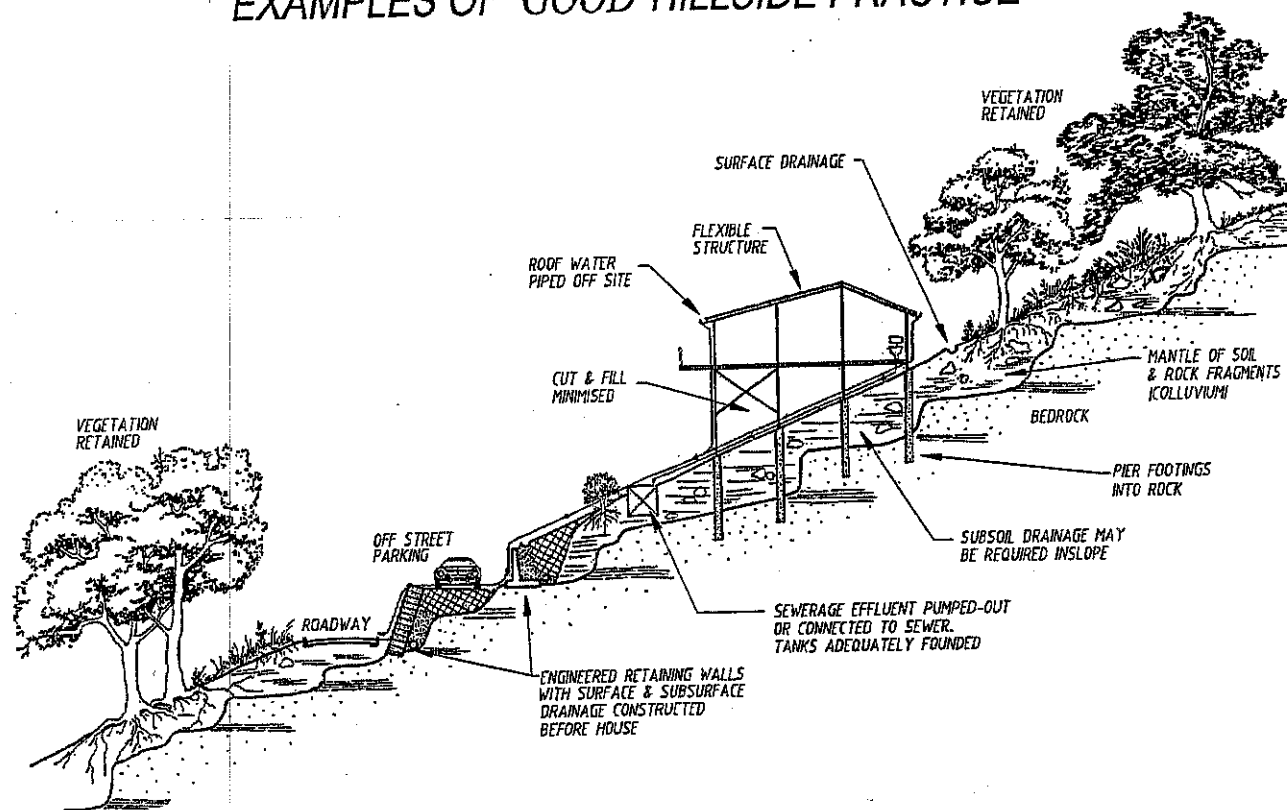 EXAMPLES OF GOOD HILLSIDE PRACTICE
VEGETATION
RETAINED
SURFACE DRAINAGE
FLEXIBLE
STRUCTURE
ROOF WATER
PIPED OFF SITE
CUT & FILL
MINIMISED
MANTLE OF SOIL
& ROCK FRAGMENTS
(COLLUVIUM)
BEDROCK
VEGETATION
RETAINED
PIER FOOTINGS
INTO ROCK
OFF STREET
PARKING
SUBSOIL DRAINAGE MAY
BE REQUIRED INSLOPE
ROADWAY
SEWERAGE EFFLUENT PUMPED-OUT
OR CONNECTED TO SEWER.
TANKS ADEQUATELY FOUNDED
ENGINEERED RETAINING WALLS
WITH SURFACE & SUBSURFACE
DRAINAGE CONSTRUCTED
BEFORE HOUSE